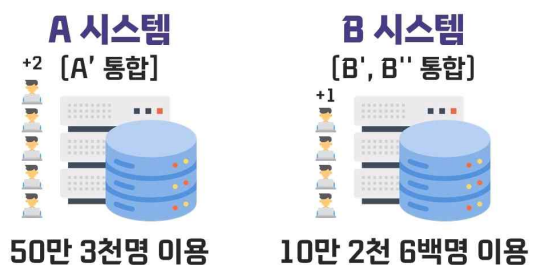 A 시스템
+2 [A' 통합]
50만 3천명 이용
B 시스템
[B', B'' 통합]
+1
10만 2천 6백명 이용